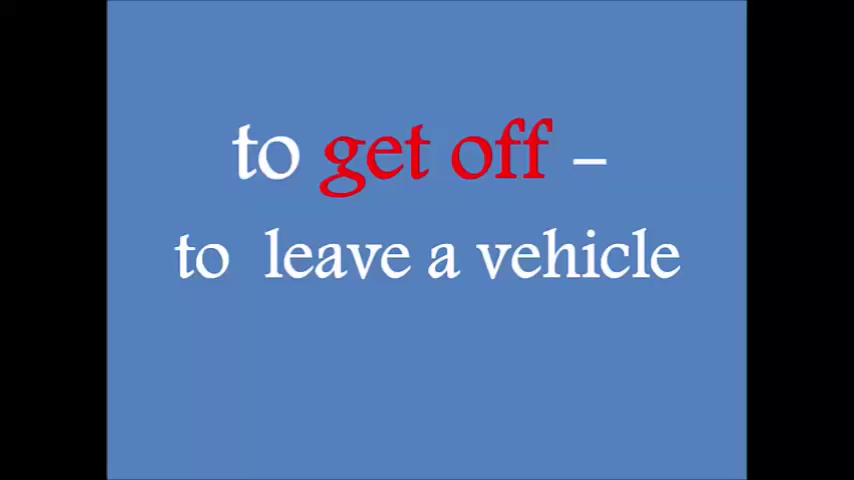 to get off –
to leave a vehicle